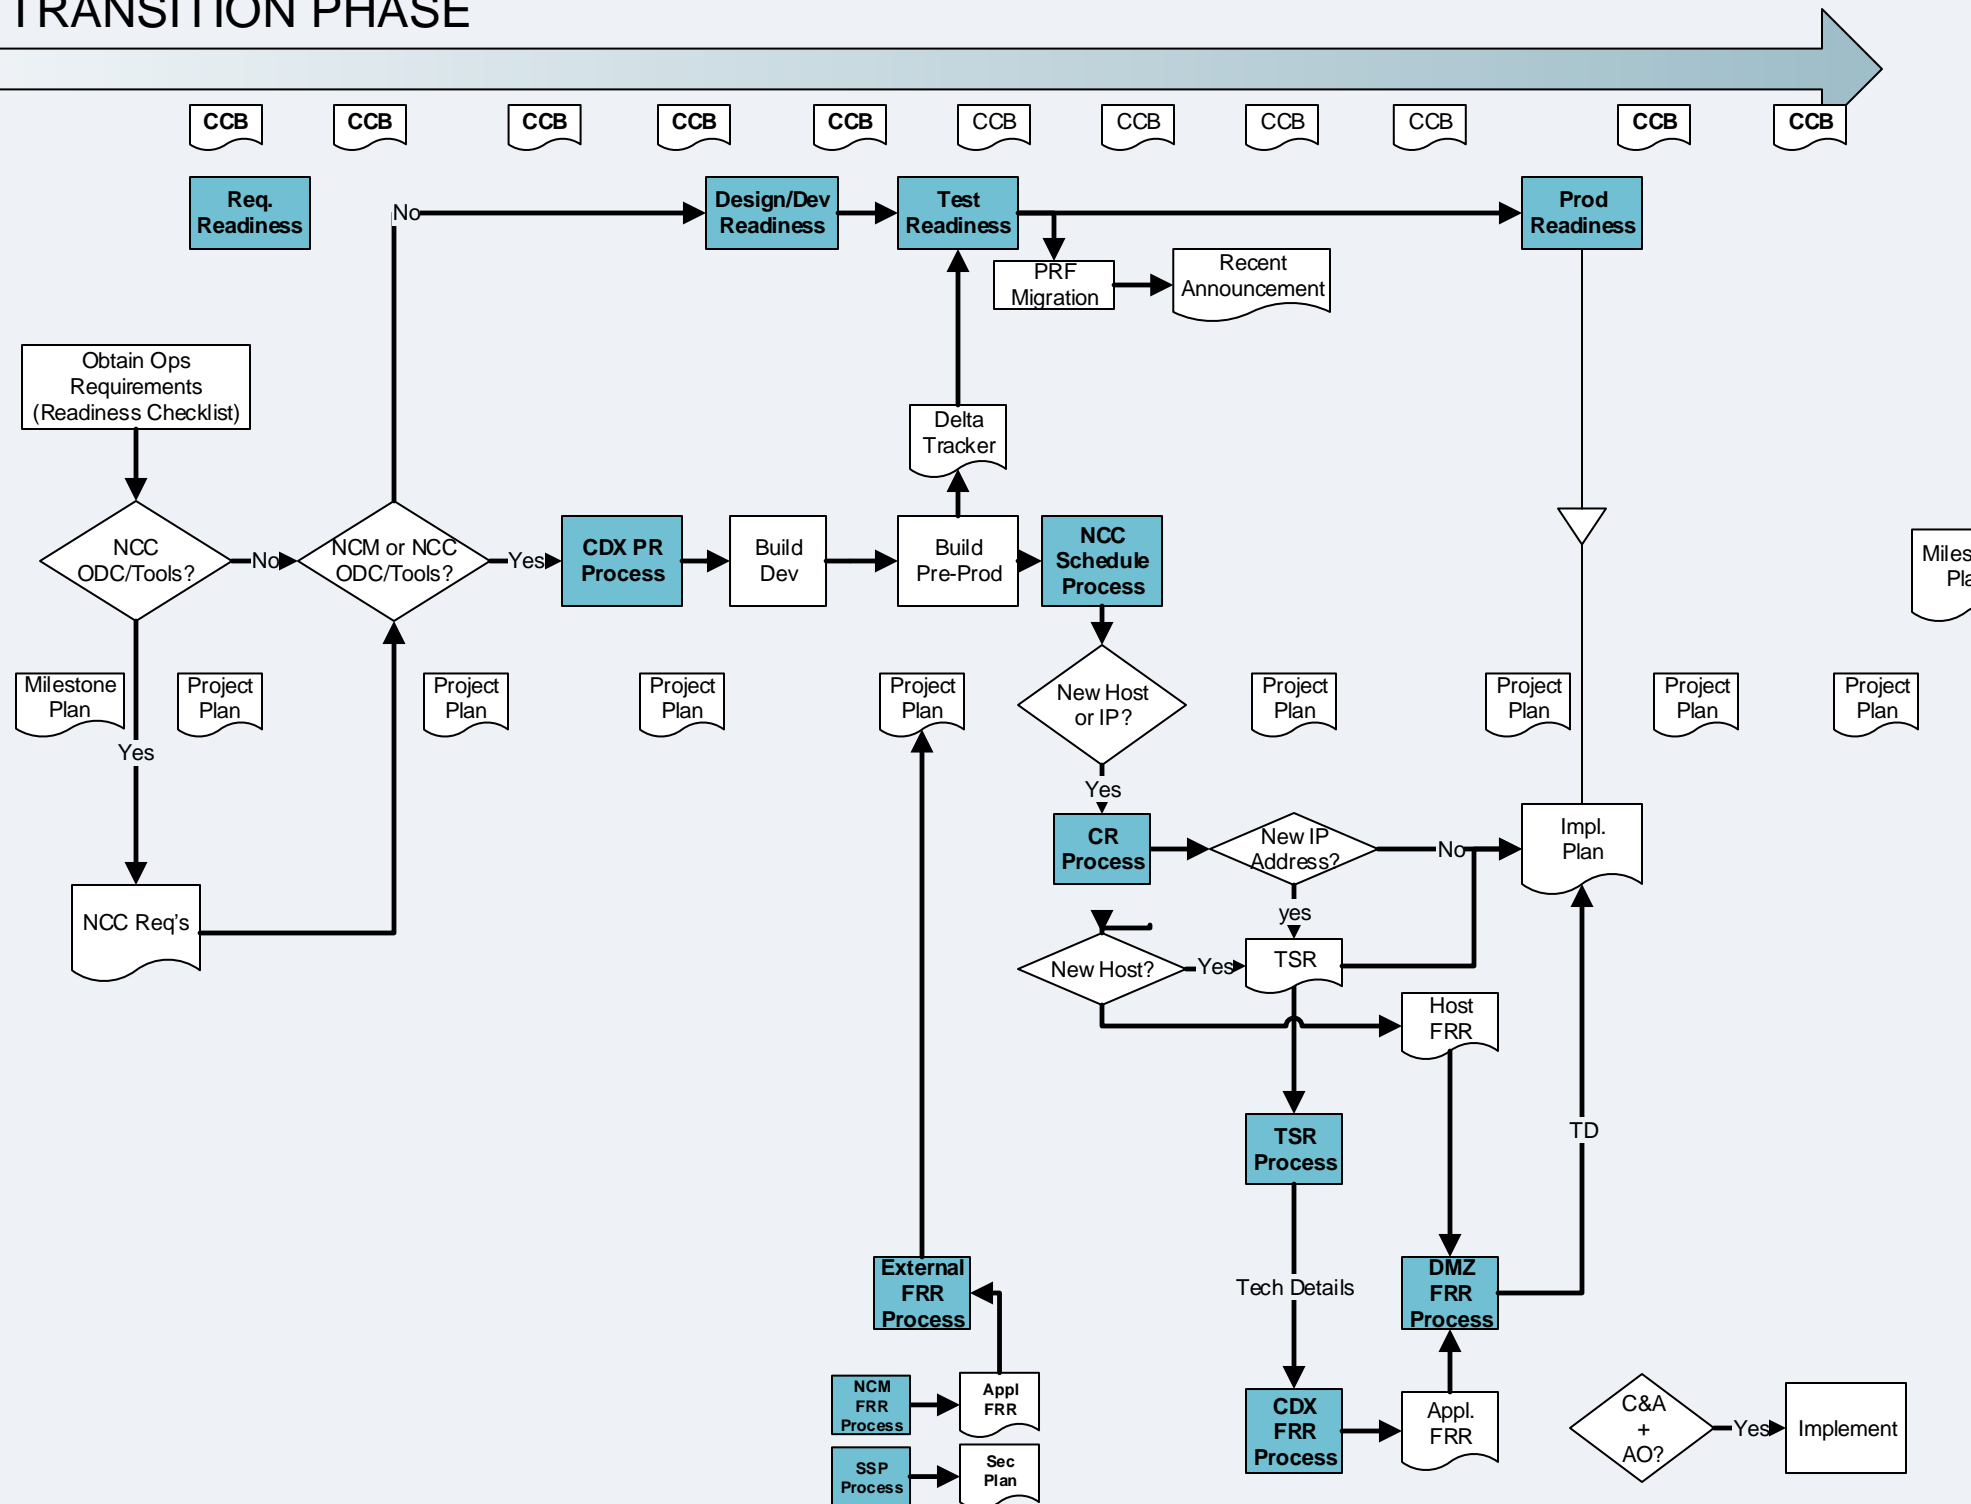 TRANSITION PHASE
CCB
CCB
CCB
CCB
CCB
CCB
CCB
CCB
CCB
CCB
CCB
Req.
Readiness
No
Design/Dev
Readiness
Test
Readiness
Prod
Readiness
PRF
Migration
Recent
Announcement
Obtain Ops
Requirements
(Readiness Checklist)
Delta
Tracker
NCC
ODC/Tools?
No
NCM or NCC
ODC/Tools?
Yes
CDX PR
Process
Build
Dev
Build
Pre-Prod
NCC
Schedule
Process
Milestone
Plan
Project
Plan
Project
Plan
Project
Plan
Project
Plan
New Host
or IP?
Project
Plan
Project
Plan
Project
Plan
Project
Plan
Yes
Yes
CR
Process
New IP
Address?
No
Impl.
Plan
NCC Req's
yes
New Host?
Yes
TSR
Host
FRR
TSR
Process
TD
External
FRR
Process
Tech Details
DMZ
FRR
Process
NCM
FRR
Process
Appl
FRR
CDX
FRR
Process
Appl.
FRR
C&A
+
AO?
Yes
Implement
SSP
Process
Sec
Plan